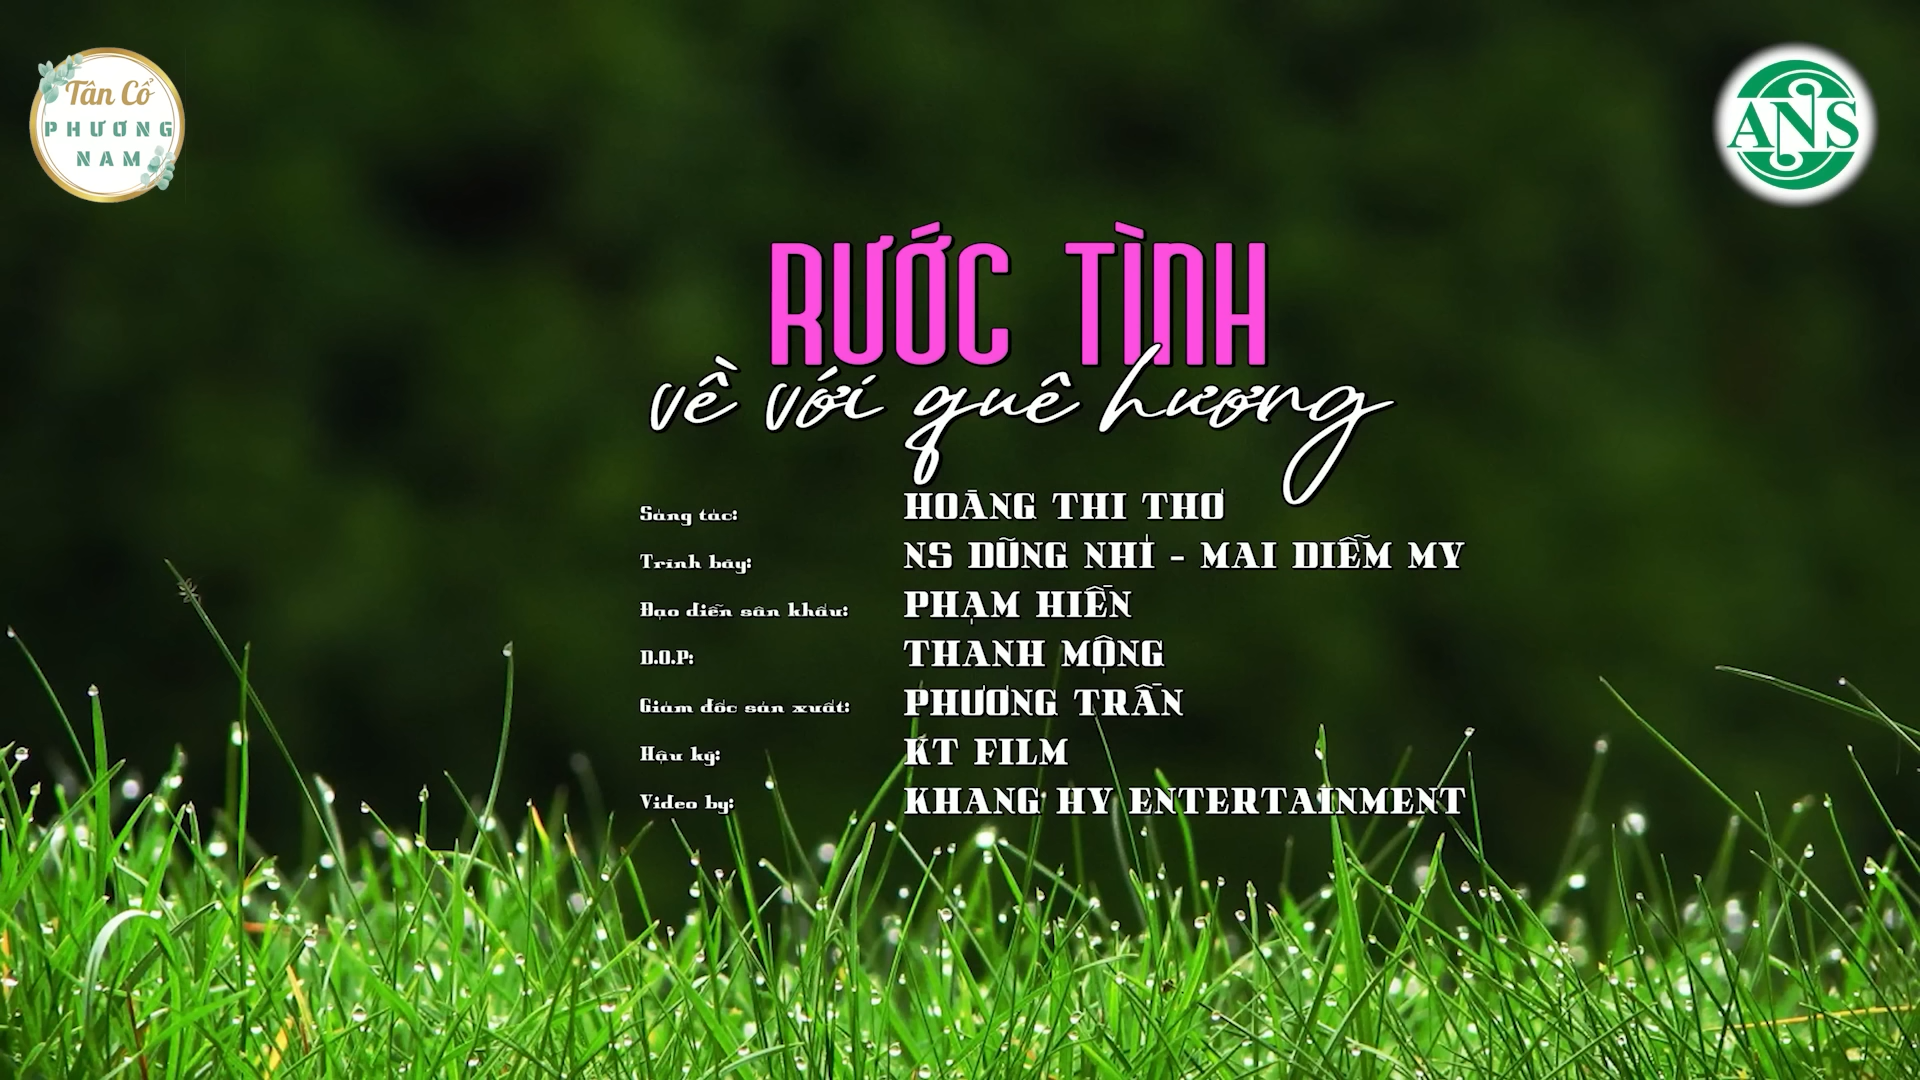 Tân Cổ
PHƯƠNG
NAM
ANS
RƯỚC TÌNH
về với quê hương
Sáng tác: HOÀNG THI THƠ
Trình bày: NS DŨNG NHÍ - MAI DIỄM MY
Đạo diễn sân khấu: PHẠM HIỀN
D.O.P: THANH MỘNG
Giám đốc sản xuất: PHƯƠNG TRẦN
Hậu kỳ: KT FILM
Video by: KHANG HY ENTERTAINMENT